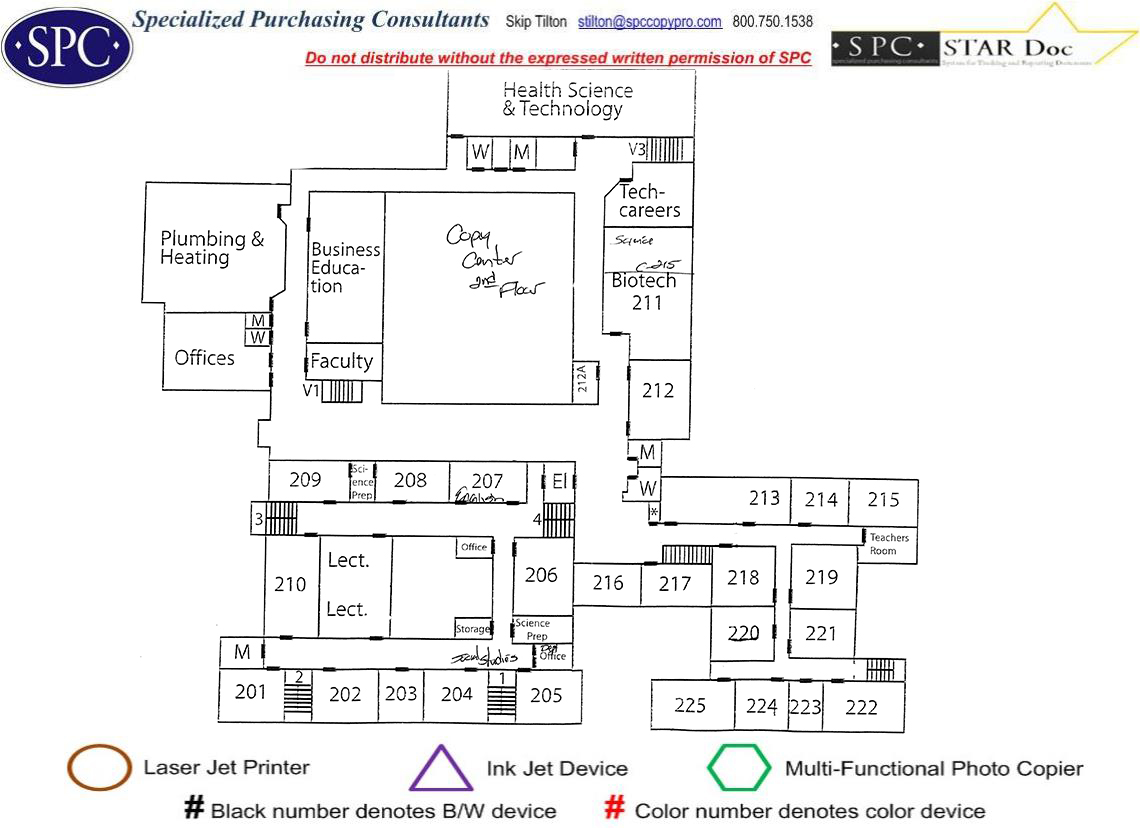 SPC
Specialized Purchasing Consultants Skip Tilton stilton@spccopypro.com 800.750.1538
Do not distribute without the expressed written permission of SPC
· S P C · STAR Doc
specialized purchasing consultants System for Tracking and Reporting Documents
Health Science
& Technology
W M
V3
Tech-
careers
Science
C-215
Biotech
211
Plumbing &
Heating
Business
Educa-
tion
Copy
Center
2nd
Floor
M
W
Offices
Faculty
V1
212A
212
M
W
*
209
Sci-
ence
Prep
208
207
English
El
3
4
213 214 215
Teachers
Room
210
Lect.
Lect.
Office
Storage
206
Science
Prep
216 217 218 219
220 221
M
Social Studies
Office
201
2
202 203 204
1
205
225 224 223 222
Laser Jet Printer
Ink Jet Device
Multi-Functional Photo Copier
# Black number denotes B/W device
# Color number denotes color device